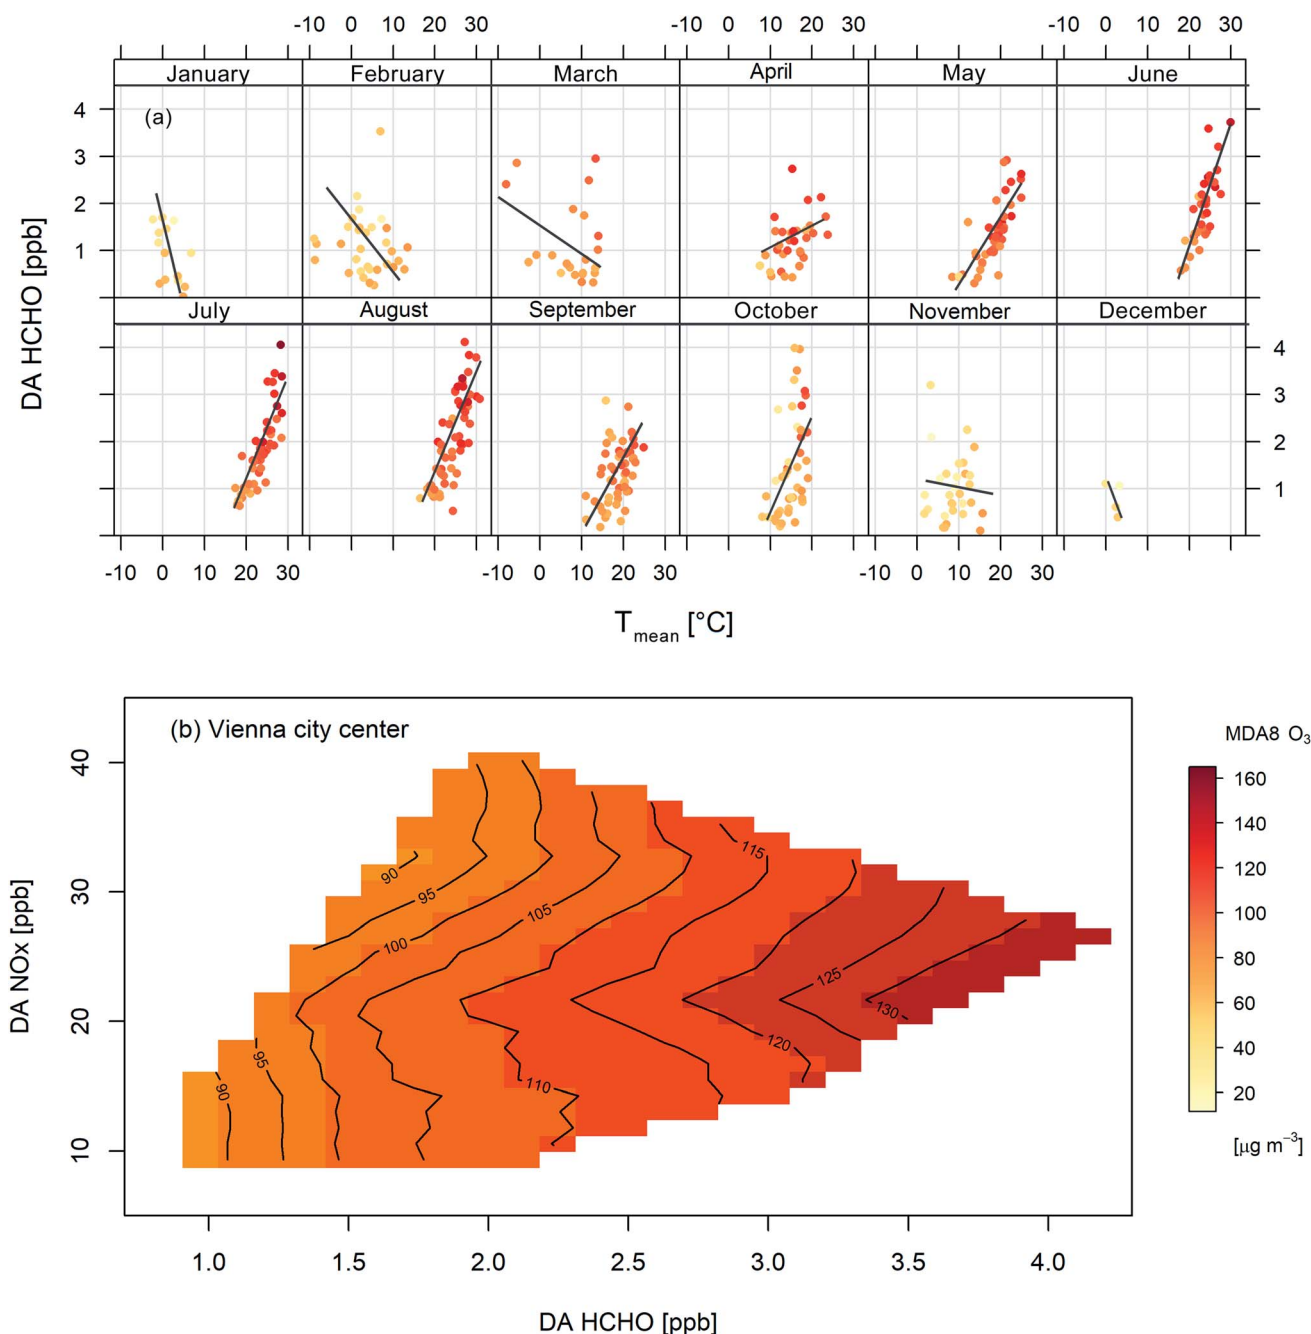 -10 0 10 20 30 -10 0 10 20 30 -10 0 10 20 30
January February March April May June
(a)
4
3
2
1
DA HCHO [ppb]
July August September October November December
4
3
2
1
-10 0 10 20 30 -10 0 10 20 30 -10 0 10 20 30
Tmean [°C]
(b) Vienna city center
MDA8 O3
160
140
120
100
80
60
40
20
[µg m−3]
40
30
20
10
DA NOx [ppb]
115
90
95
105
100
125
130
120
95
110
90
1.0 1.5 2.0 2.5 3.0 3.5 4.0
DA HCHO [ppb]